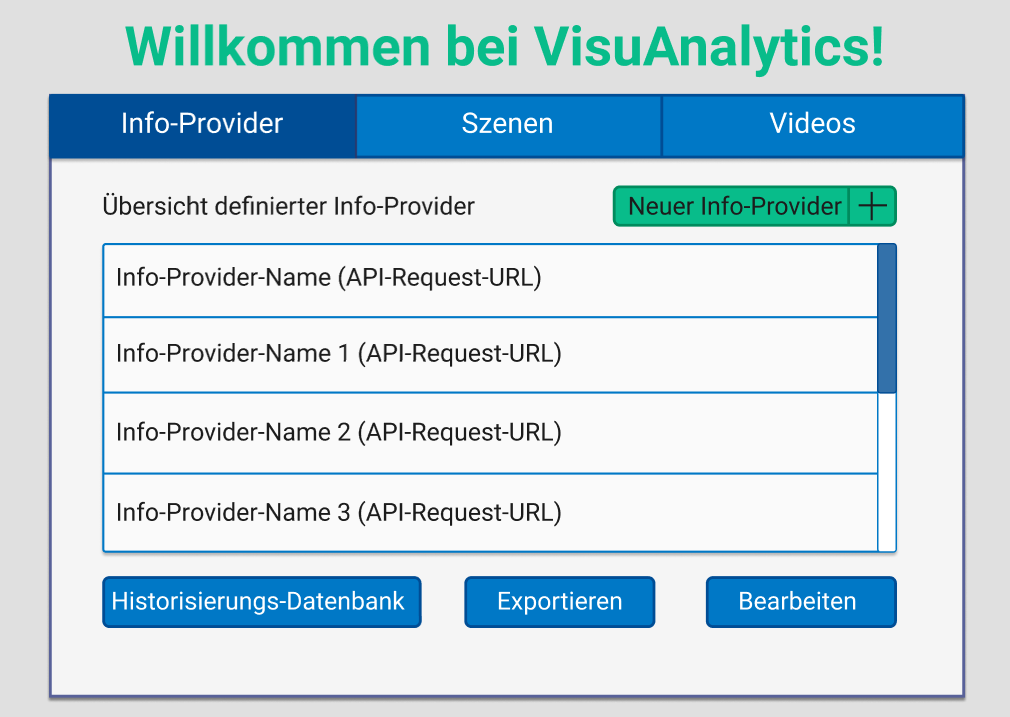 Willkommen bei VisuAnalytics!
Info-Provider
Szenen
Videos
Übersicht definierter Info-Provider
Neuer Info-Provider
Info-Provider-Name (API-Request-URL)
Info-Provider-Name 1 (API-Request-URL)
Info-Provider-Name 2 (API-Request-URL)
Info-Provider-Name 3 (API-Request-URL)
Historisierungs-Datenbank
Exportieren
Bearbeiten